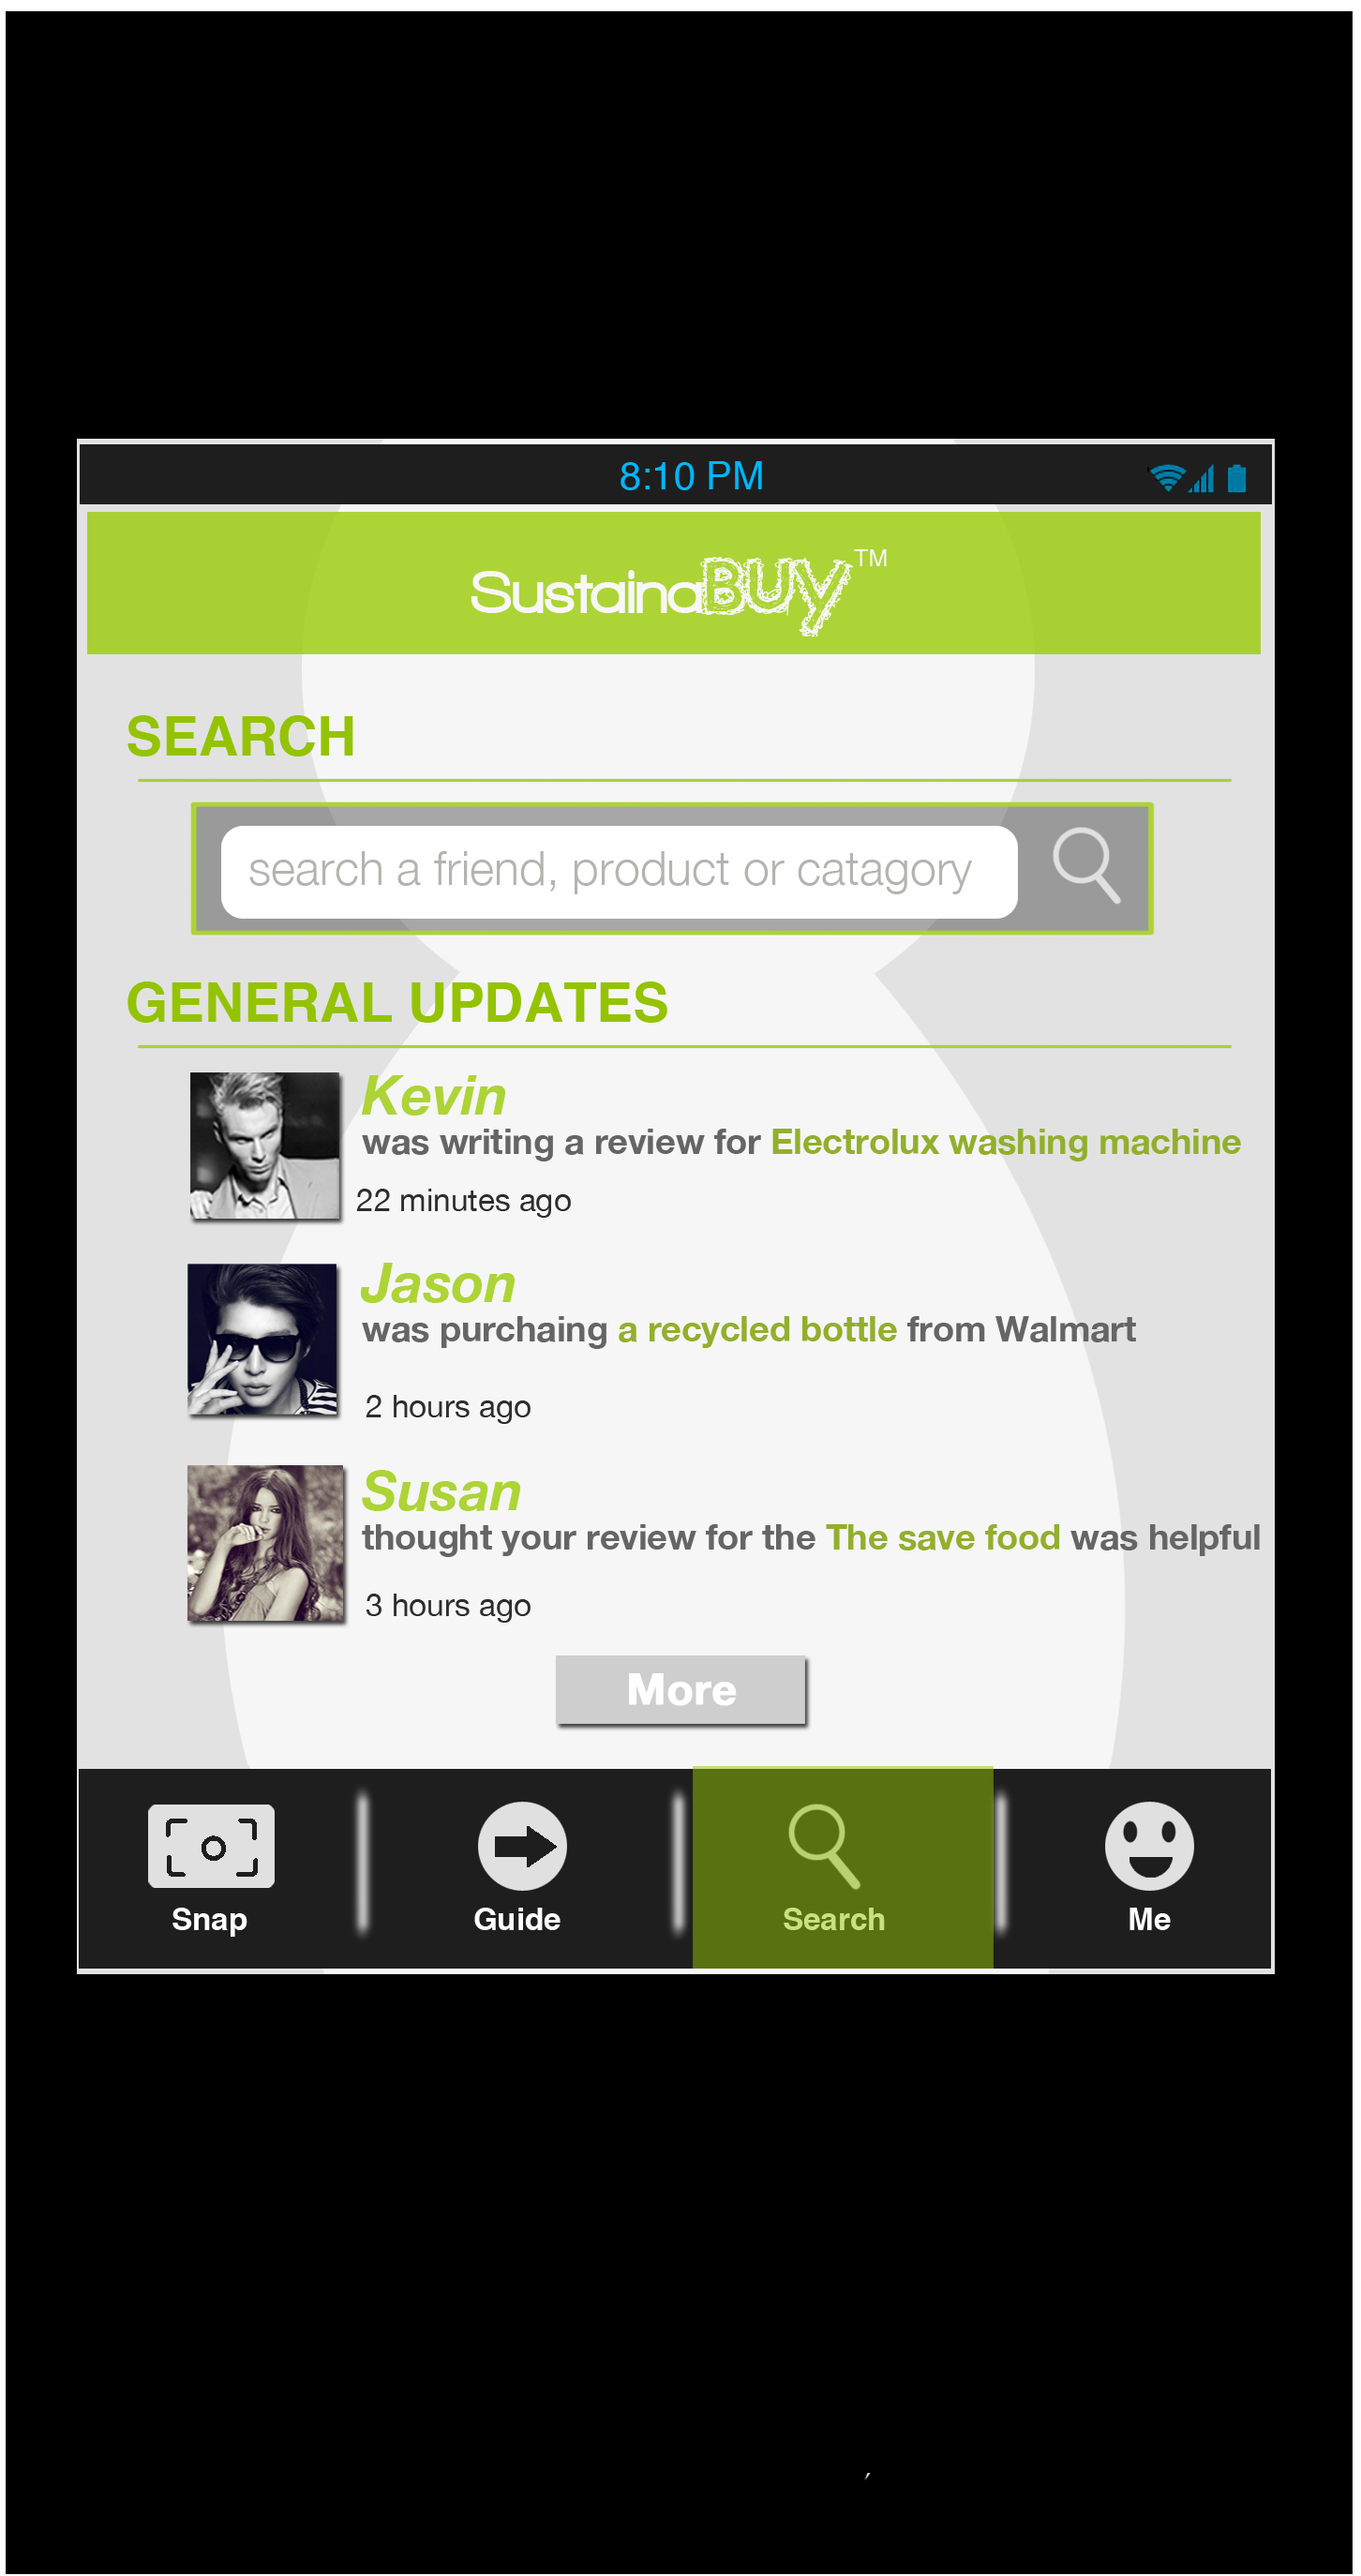 8:10 PM
SustainaBUY™
SEARCH
search a friend, product or catagory
GENERAL UPDATES
Kevin
was writing a review for Electrolux washing machine
22 minutes ago
Jason
was purchaing a recycled bottle from Walmart
2 hours ago
Susan
thought your review for the The save food was helpful
3 hours ago
More
Snap Guide Search Me